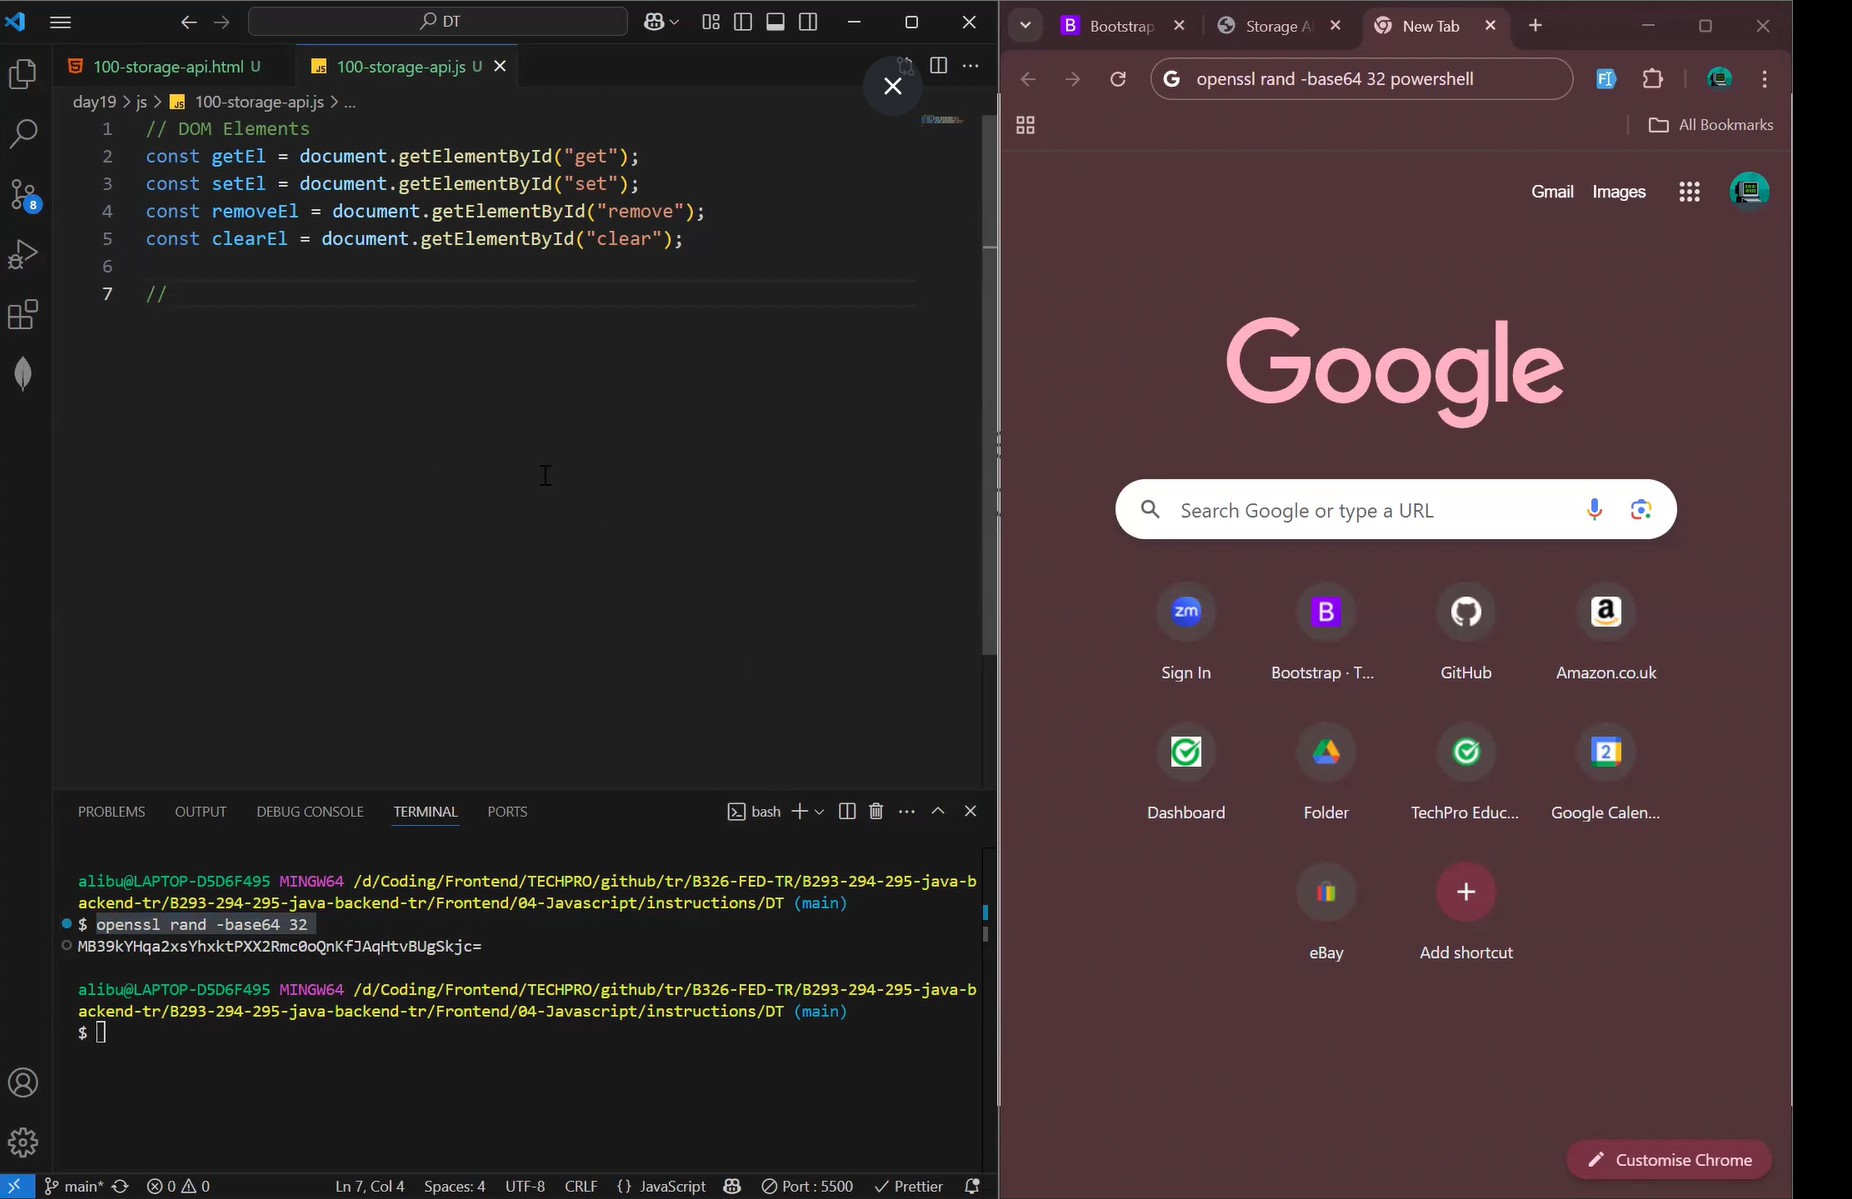 DT
100-storage-api.html U
100-storage-api.js U
day19 > js > 100-storage-api.js > ...
1 // DOM Elements
2 const getEl = document.getElementById("get");
3 const setEl = document.getElementById("set");
4 const removeEl = document.getElementById("remove");
5 const clearEl = document.getElementById("clear");
6
7 //
8
PROBLEMS OUTPUT DEBUG CONSOLE TERMINAL PORTS
bash
alibu@LAPTOP-D5D6F495 MINGW64 /d/Coding/Frontend/TECHPRO/github/tr/B326-FED-TR/B293-294-295-java-b
ackend-tr/B293-294-295-java-backend-tr/Frontend/04-Javascript/instructions/DT (main)
$ openssl rand -base64 32
MB39kYHqa2xsYhxktPXX2Rmc0oQnKfJAqHtvBUgSkjc=
alibu@LAPTOP-D5D6F495 MINGW64 /d/Coding/Frontend/TECHPRO/github/tr/B326-FED-TR/B293-294-295-java-b
ackend-tr/B293-294-295-java-backend-tr/Frontend/04-Javascript/instructions/DT (main)
$
main* 0 0 Ln 7, Col 4 Spaces: 4 UTF-8 CRLF {} JavaScript Port : 5500 Prettier
Bootstrap
Storage A
New Tab
openssl rand -base64 32 powershell
All Bookmarks
Gmail Images
Google
Search Google or type a URL
zm B a
Sign In Bootstrap · T... GitHub Amazon.co.uk
2
Dashboard Folder TechPro Educ... Google Calen...
eBay Add shortcut
Customise Chrome